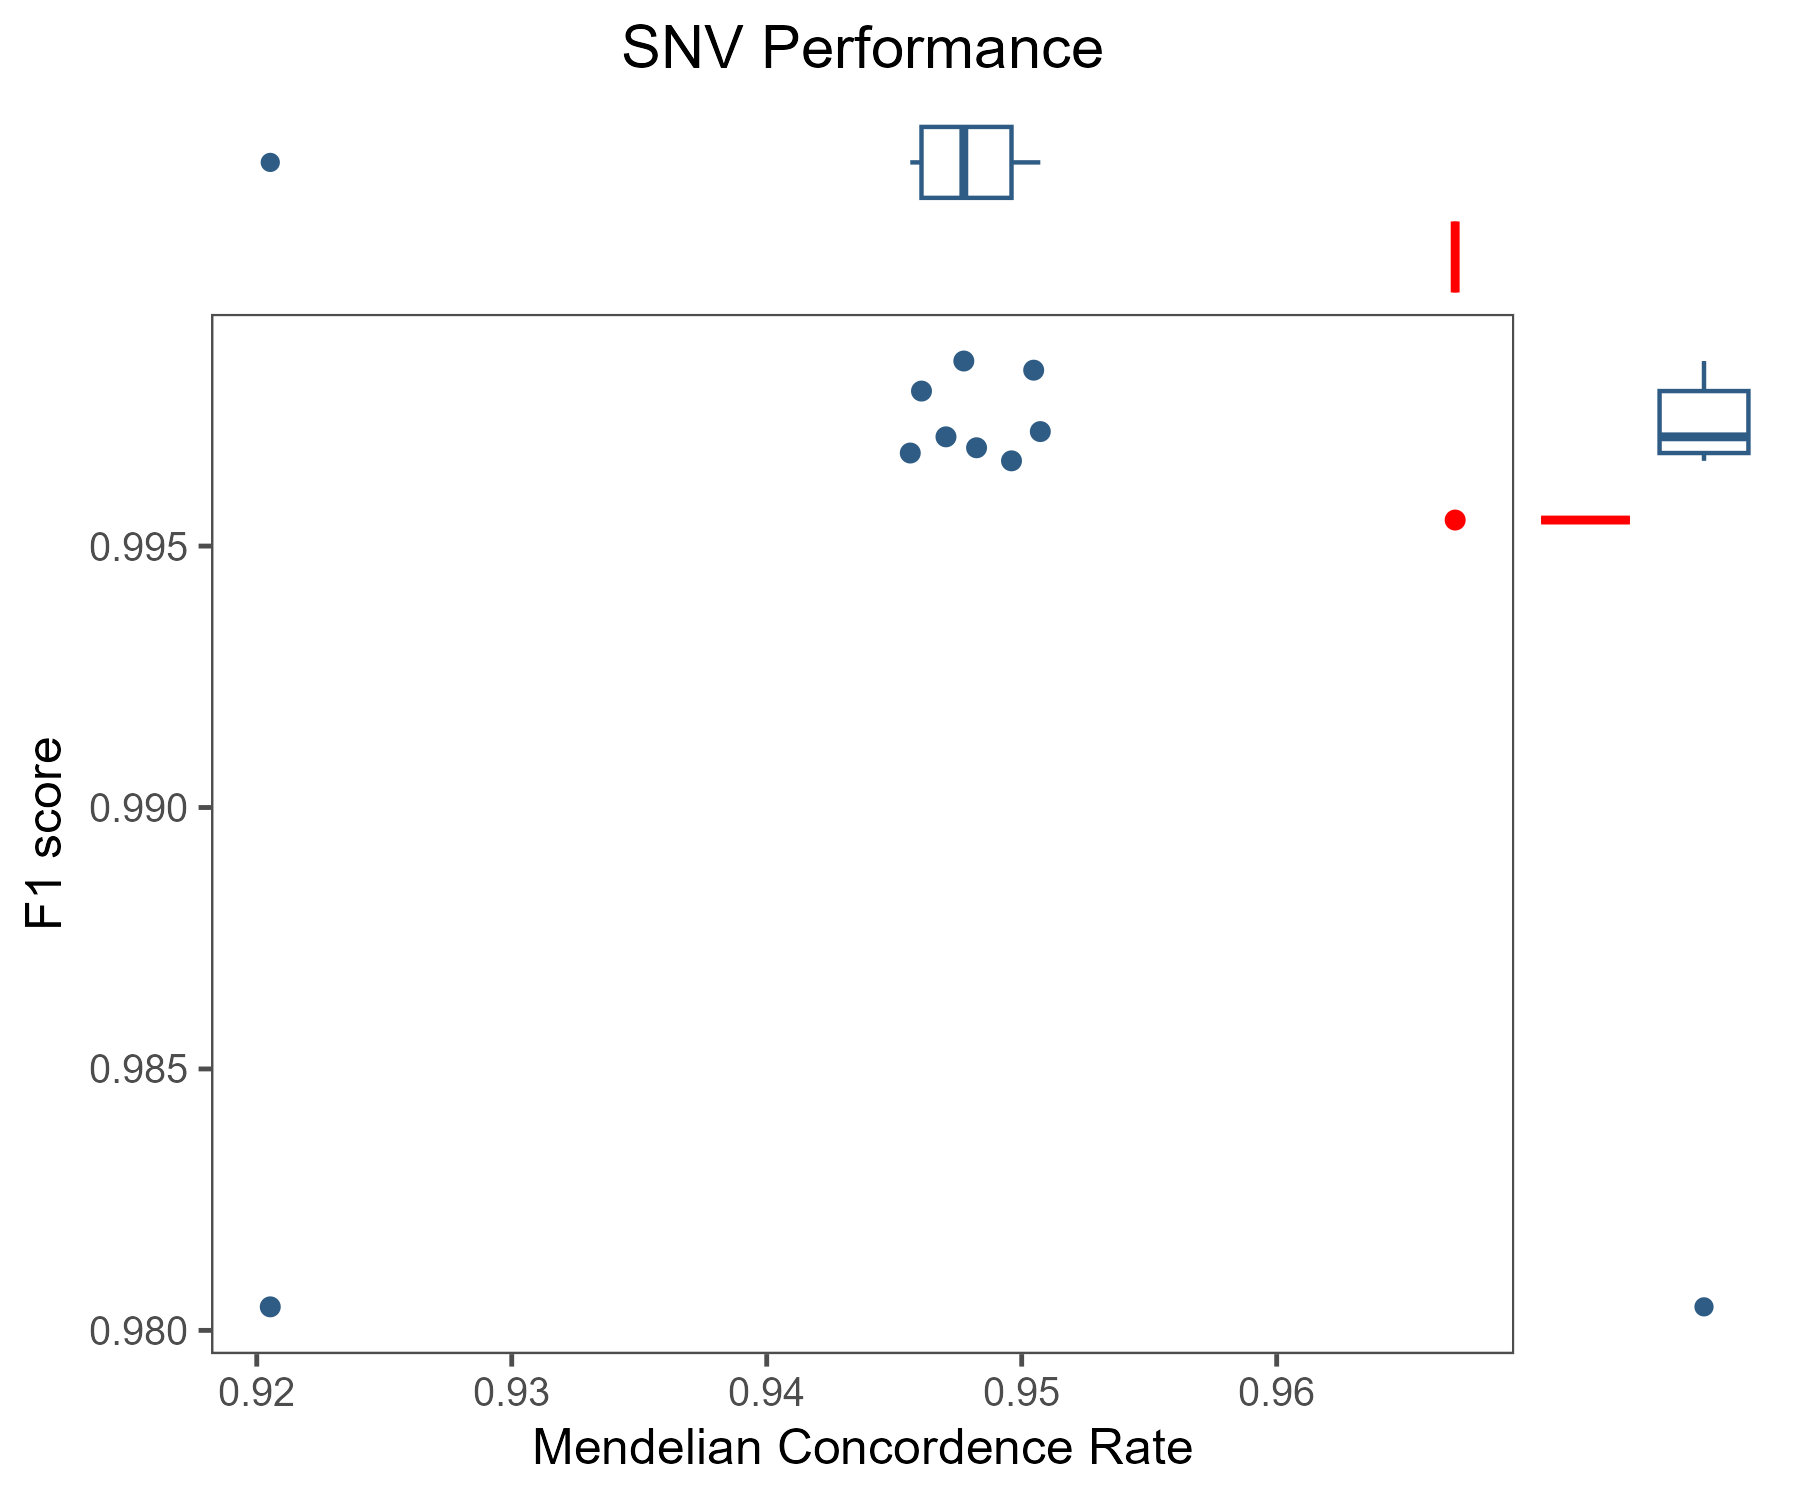 SNV Performance
F1 score
0.995
0.990
0.985
0.980
0.92 0.93 0.94 0.95 0.96
Mendelian Concordence Rate